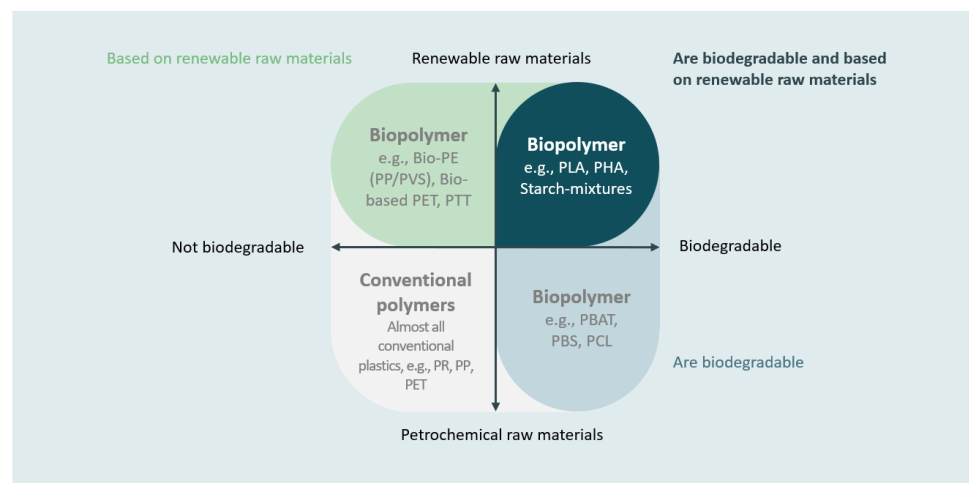 Based on renewable raw materials
Renewable raw materials
Are biodegradable and based
on renewable raw materials
Biopolymer
e.g., Bio-PE
(PP/PVS), Bio-
based PET, PTT
Biopolymer
e.g., PLA, PHA,
Starch-mixtures
Not biodegradable
Biodegradable
Conventional
polymers
Almost all
conventional
plastics, e.g., PR, PP,
PET
Biopolymer
e.g., PBAT,
PBS, PCL
Are biodegradable
Petrochemical raw materials